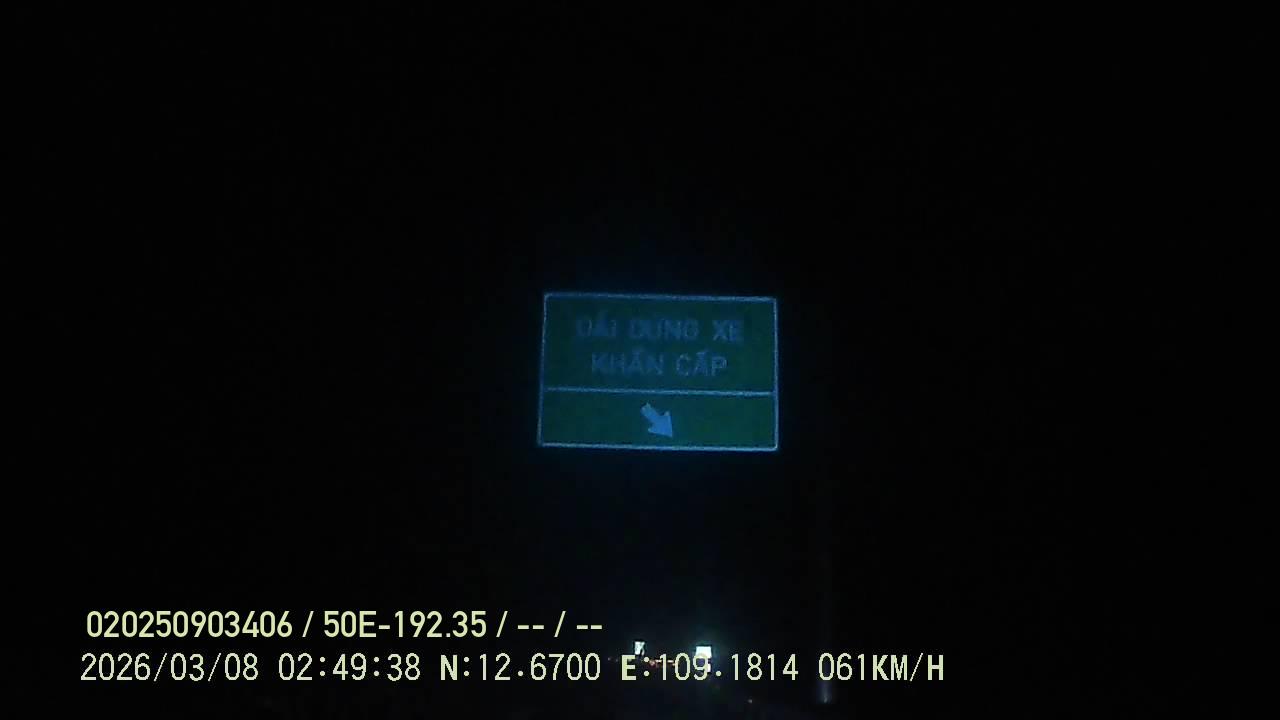 DẢI DỪNG XE
KHẨN CẤP
020250903406 / 50E-192.35 / -- / --
2026/03/08 02:49:38 N:12.6700 E:109.1814 061KM/H